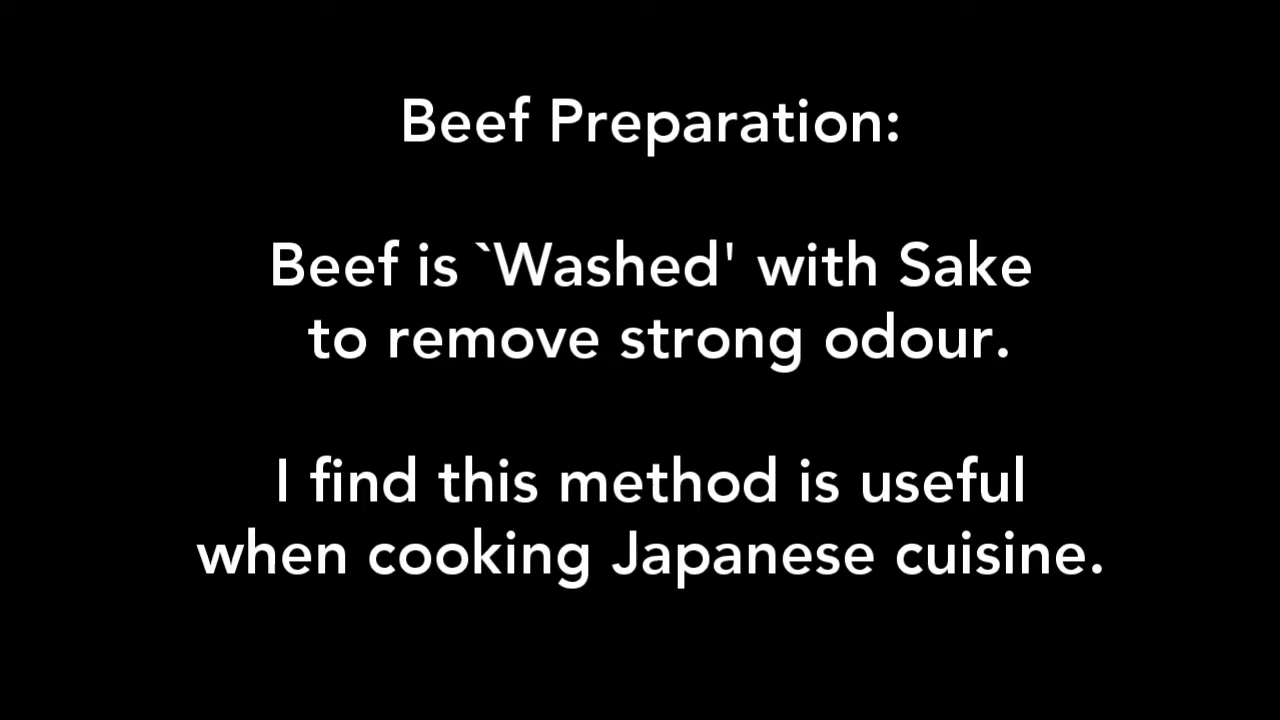 Beef Preparation:
Beef is `Washed' with Sake
to remove strong odour.
I find this method is useful
when cooking Japanese cuisine.